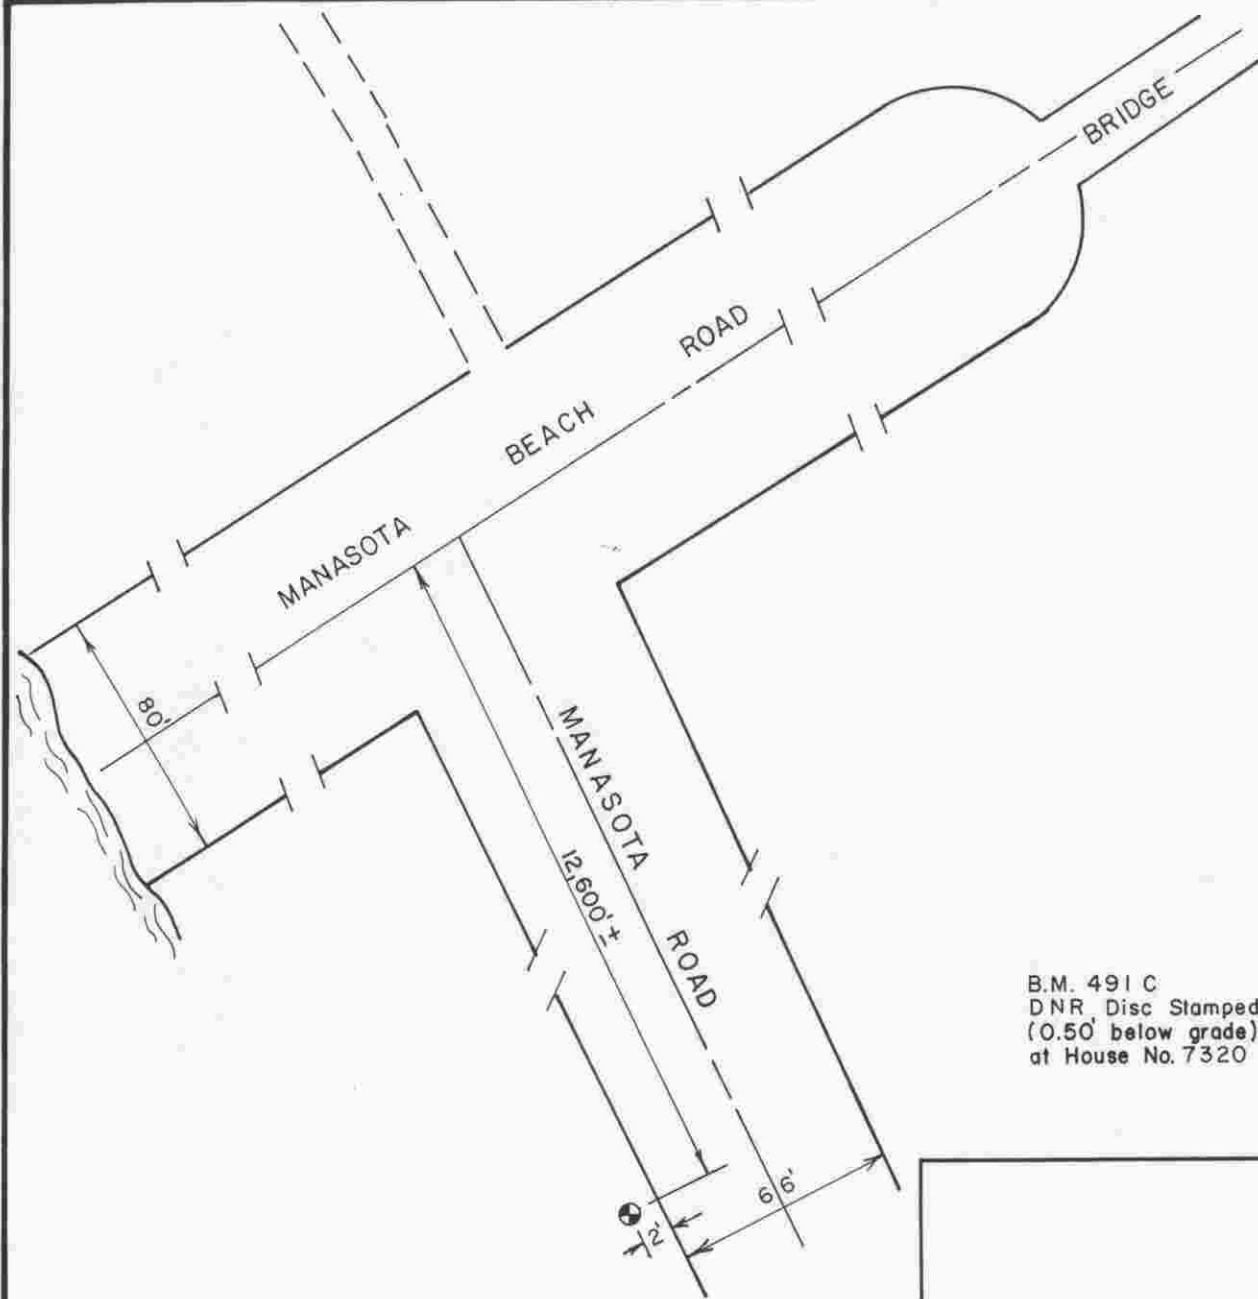 BRIDGE
MANASOTA BEACH ROAD
80'
MANASOTA ROAD
12,600' ±
B.M. 491 C
DNR Disc Stamped
(0.50' below grade)
at House No. 7320
66'
2'